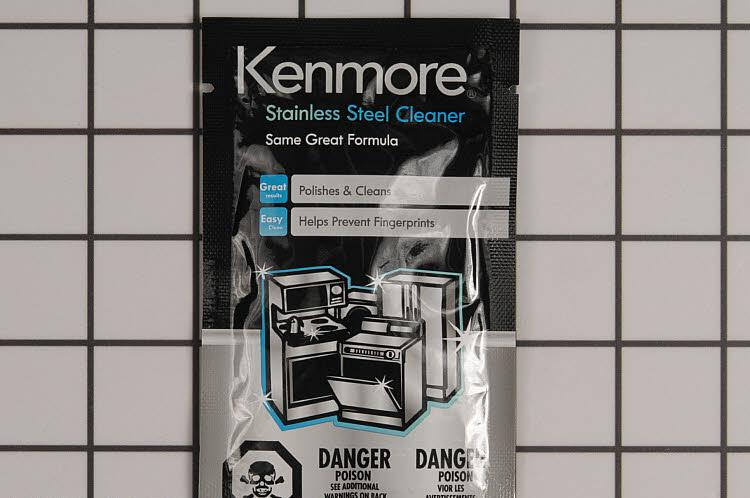 Kenmore®
Stainless Steel Cleaner
Same Great Formula
Great results
Polishes & Cleans
Easy Clean
Helps Prevent Fingerprints
DANGER
POISON
SEE ADDITIONAL
WARNINGS ON BACK
DANGER
POISON
VOIR LES
AVERTISSEMENTS